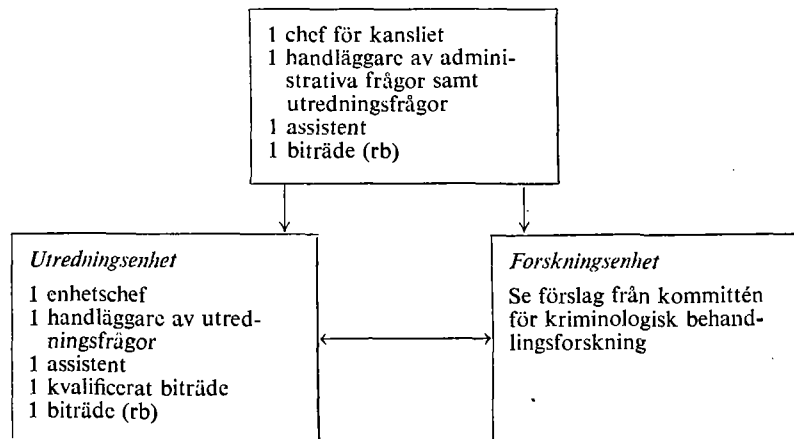 1 chef för kansliet
1 handläggare av admini-
strativa frågor samt
utredningsfrågor
1 assistent
1 biträde (rb)
Utredningsenhet
1 enhetschef
1 handläggare av utred-
ningsfrågor
1 assistent
1 kvalificerat biträde
1 biträde (rb)
Forskningsenhet
Se förslag från kommittén
för kriminologisk behand-
lingsforskning